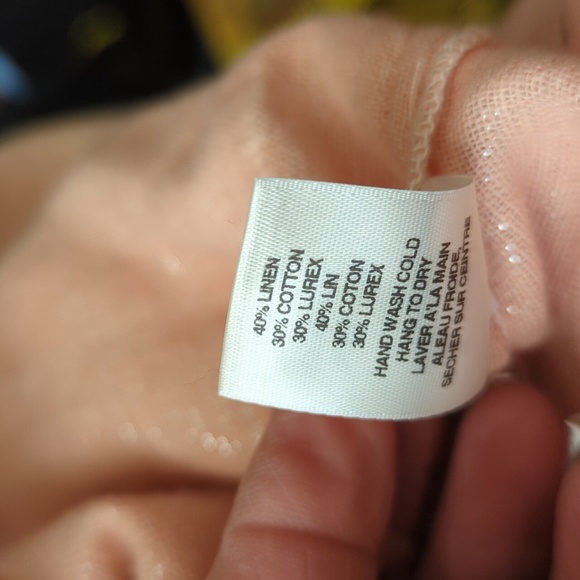 40% LINEN
30% COTTON
30% LUREX
40% LIN
30% COTON
30% LUREX
HAND WASH COLD
HANG TO DRY
LAVER A'LA MAIN
ALEAU FROIDE,
SECHER SUR CEINTRE